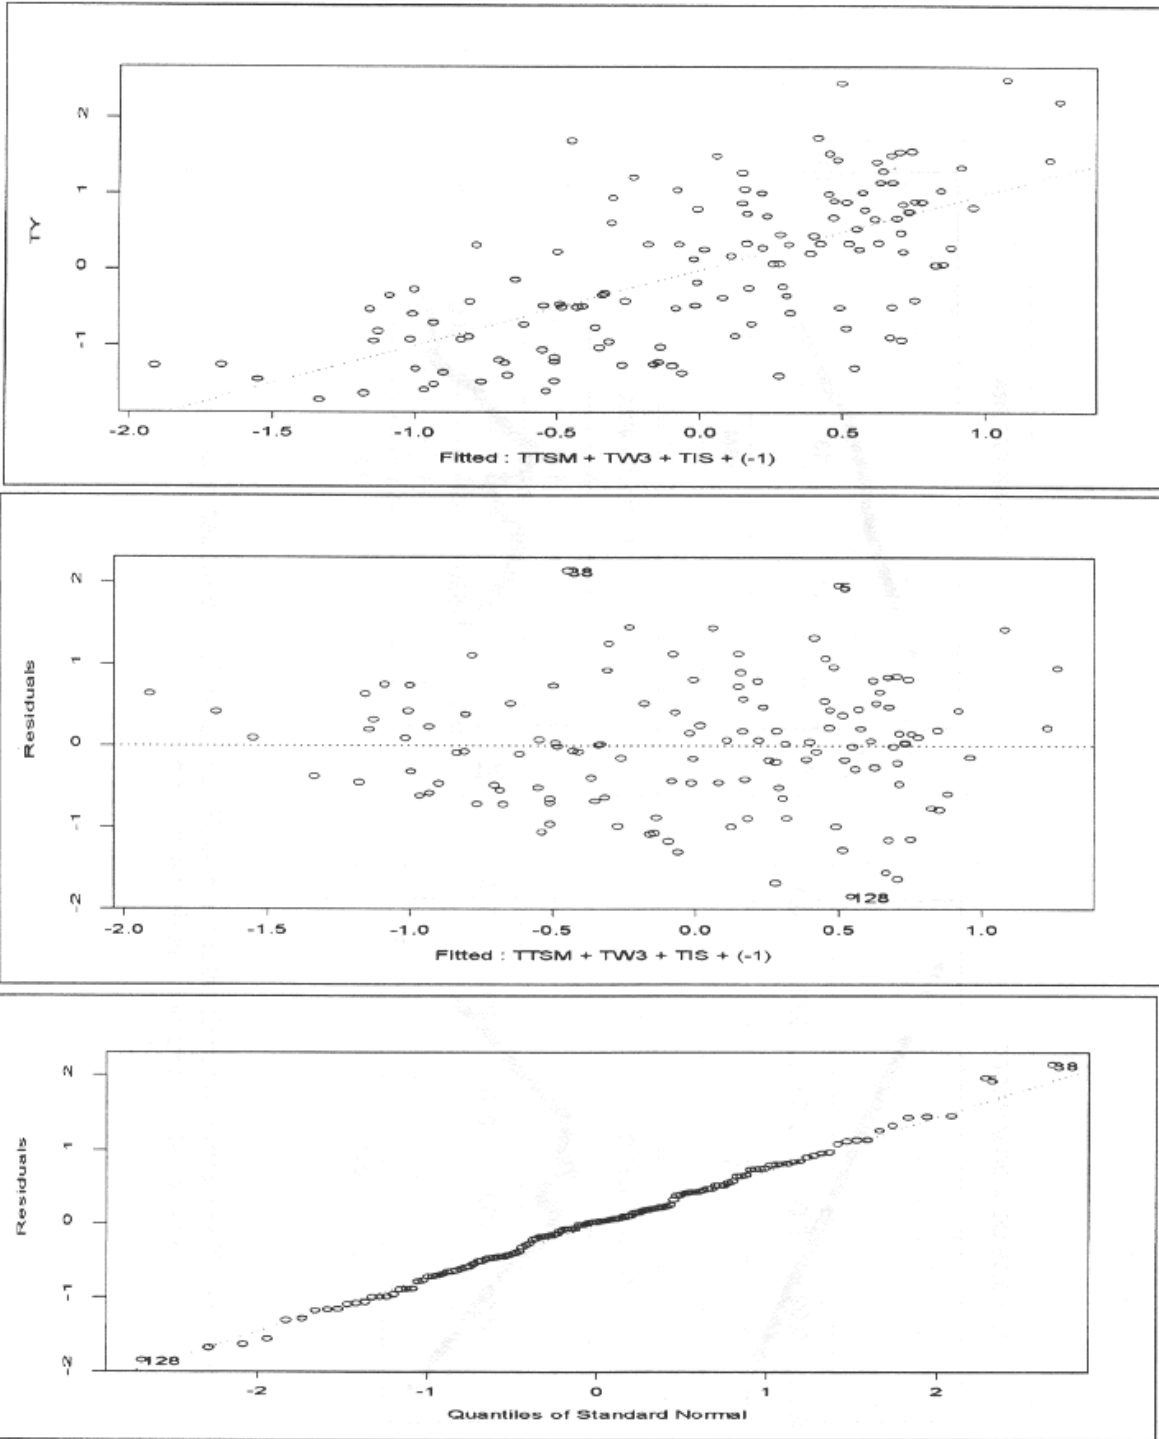 2
1
0
-1
TY
-2.0 -1.5 -1.0 -0.5 0.0 0.5 1.0
Fitted : TTSM + TW3 + TIS + (-1)
38
5
2
1
0
-1
-2
Residuals
128
-2.0 -1.5 -1.0 -0.5 0.0 0.5 1.0
Fitted : TTSM + TW3 + TIS + (-1)
38
5
2
1
0
-1
-2
Residuals
128
-2 -1 0 1 2
Quantiles of Standard Normal